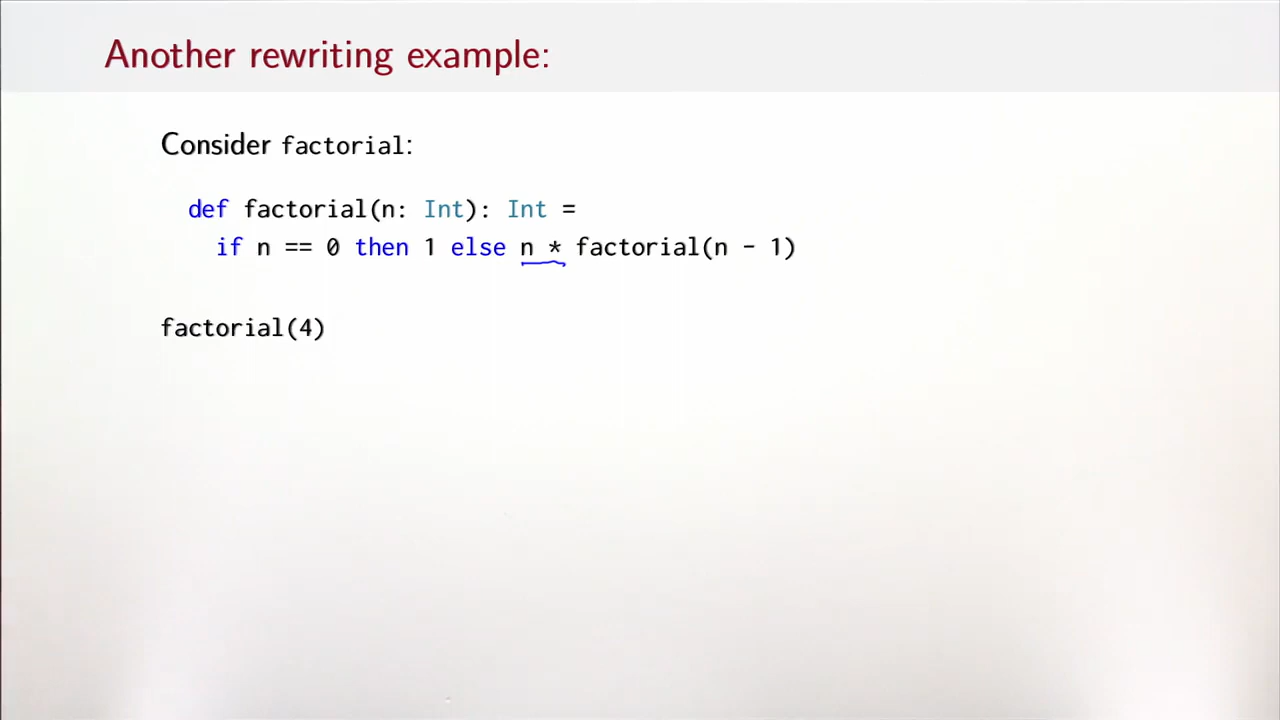 Another rewriting example:
Consider factorial:
def factorial(n: Int): Int =
if n == 0 then 1 else n * factorial(n - 1)
factorial(4)